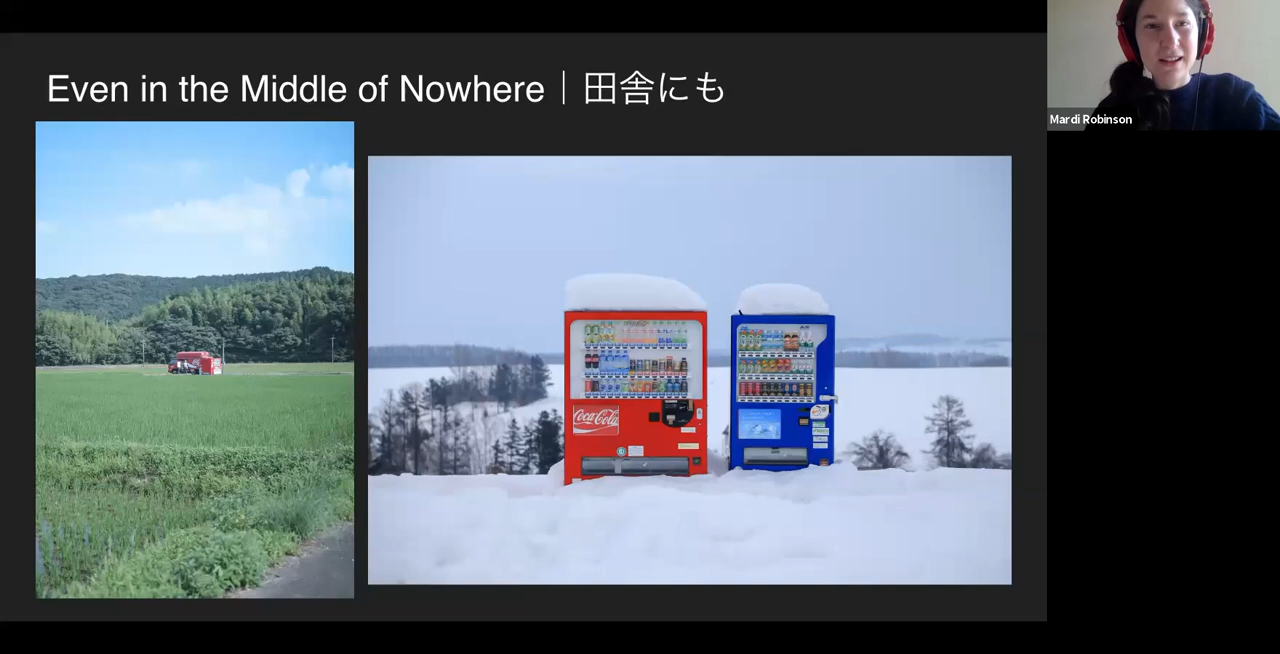 Even in the Middle of Nowhere｜田舎にも
Mardi Robinson
Coca-Cola